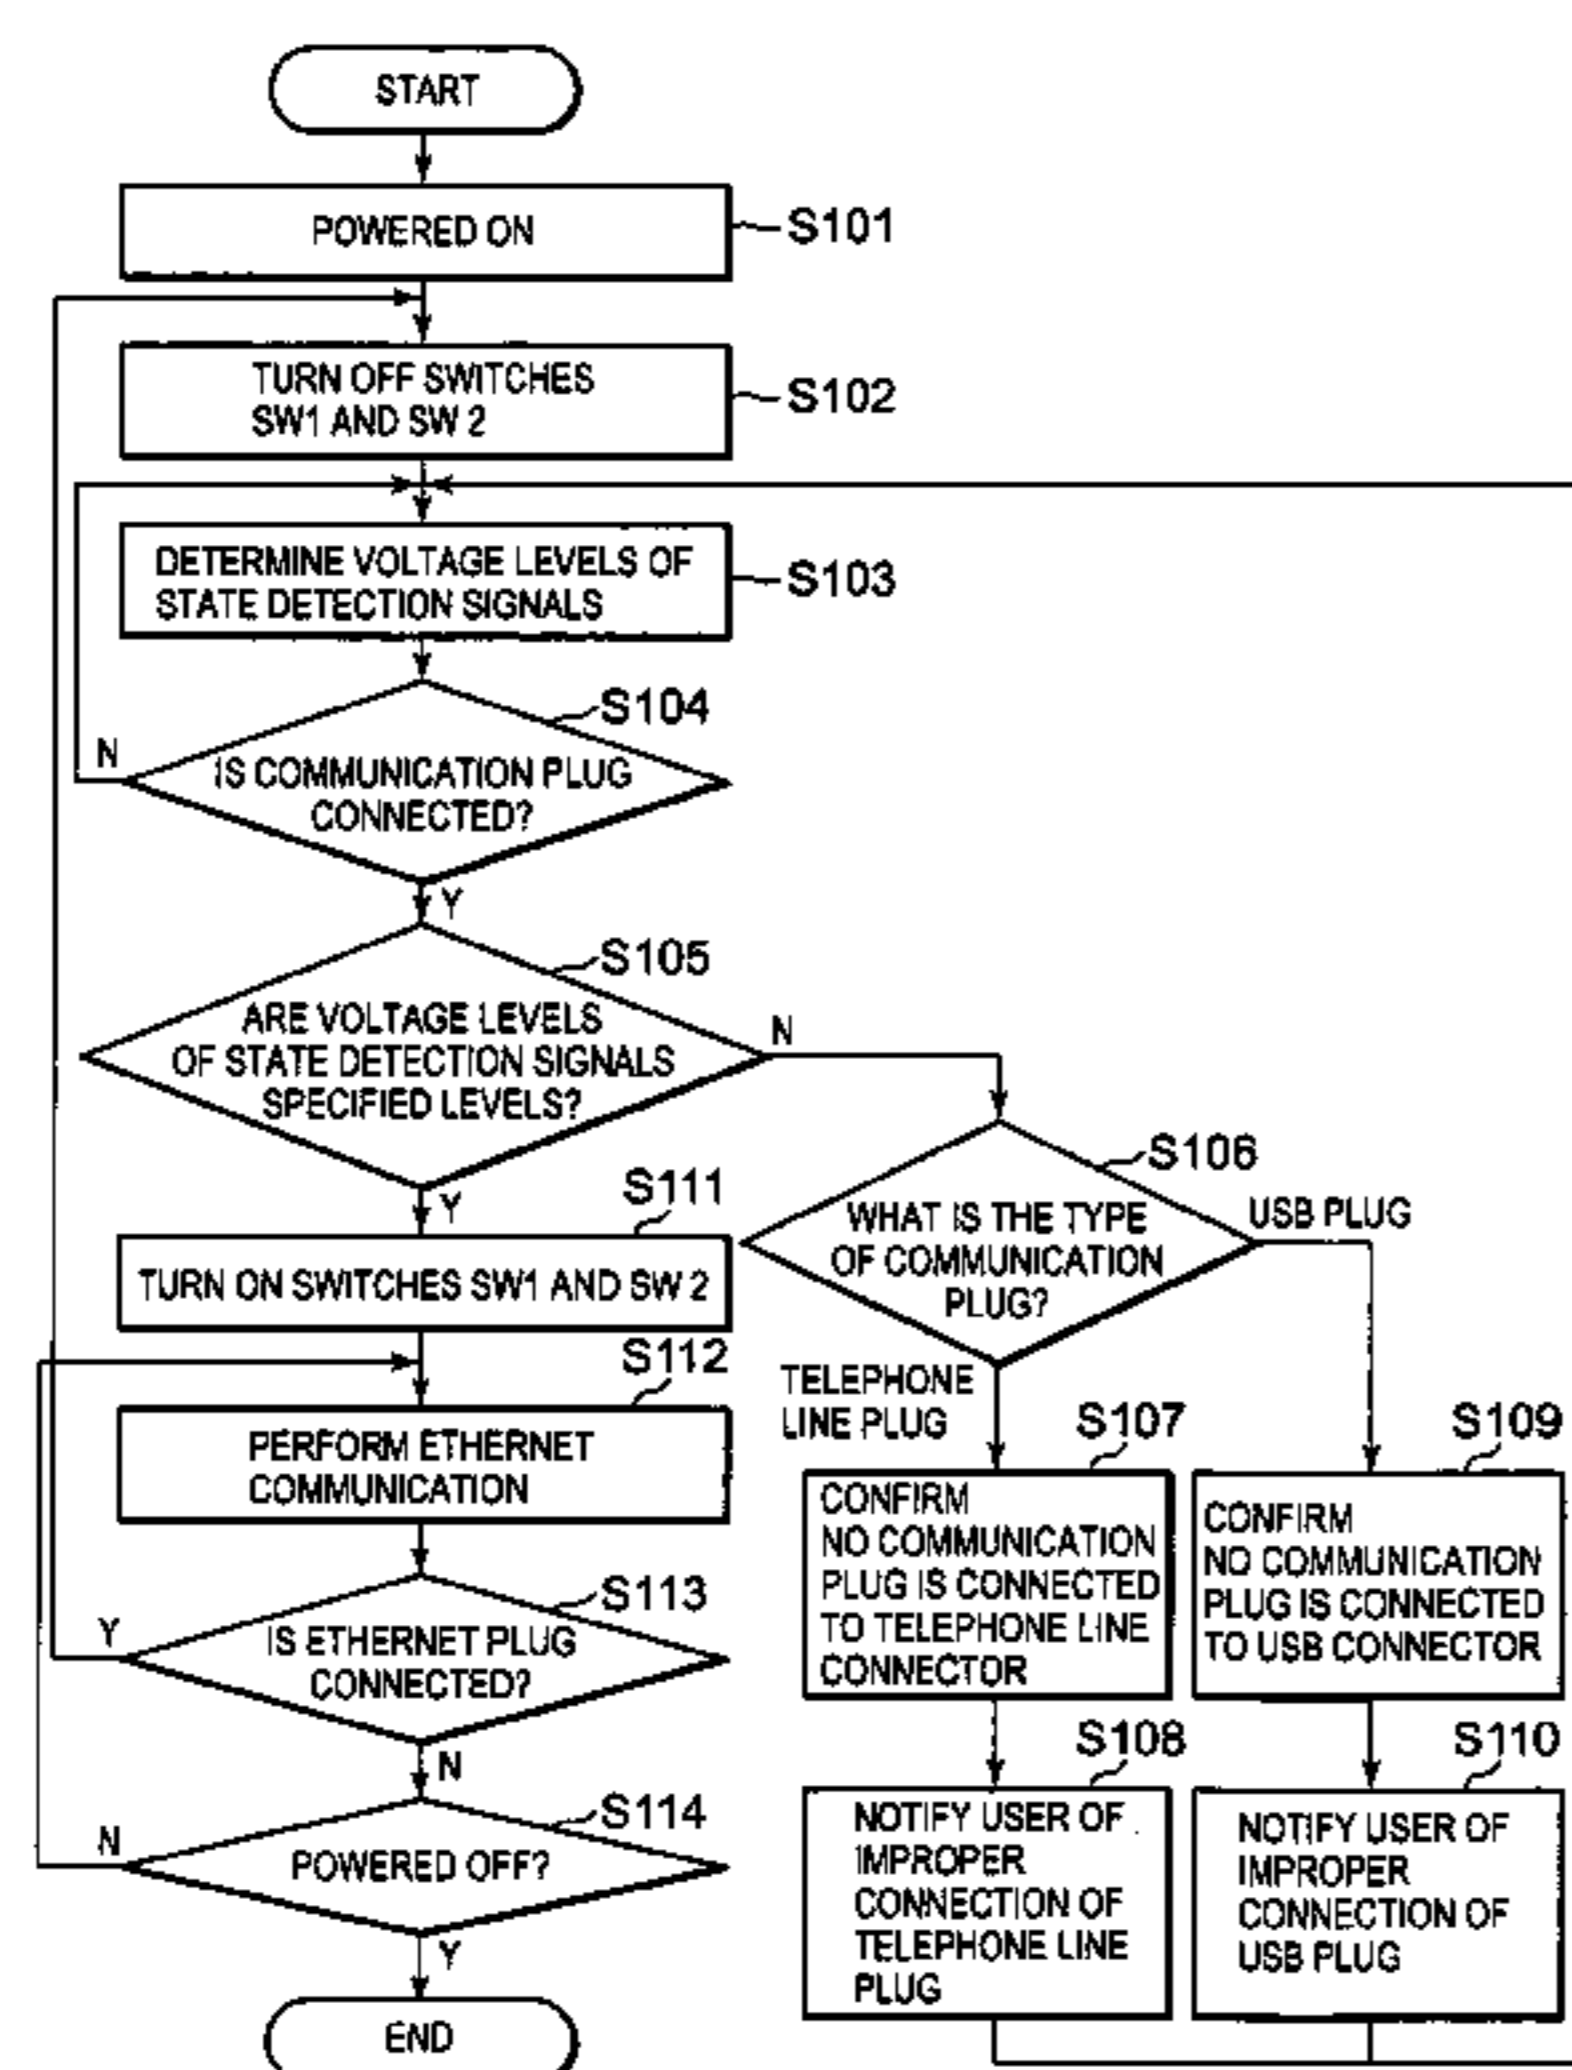 START
POWERED ON
S101
TURN OFF SWITCHES
SW1 AND SW 2
S102
DETERMINE VOLTAGE LEVELS OF
STATE DETECTION SIGNALS
S103
S104
N
IS COMMUNICATION PLUG
CONNECTED?
Y
S105
ARE VOLTAGE LEVELS
OF STATE DETECTION SIGNALS
SPECIFIED LEVELS?
N
Y
S106
WHAT IS THE TYPE
OF COMMUNICATION
PLUG?
USB PLUG
TELEPHONE
LINE PLUG
S107
CONFIRM
NO COMMUNICATION
PLUG IS CONNECTED
TO TELEPHONE LINE
CONNECTOR
S108
NOTIFY USER OF
IMPROPER
CONNECTION OF
TELEPHONE LINE
PLUG
S109
CONFIRM
NO COMMUNICATION
PLUG IS CONNECTED
TO USB CONNECTOR
S110
NOTIFY USER OF
IMPROPER
CONNECTION OF
USB PLUG
S111
TURN ON SWITCHES SW1 AND SW 2
S112
PERFORM ETHERNET
COMMUNICATION
S113
Y
IS ETHERNET PLUG
CONNECTED?
N
S114
N
POWERED OFF?
Y
END